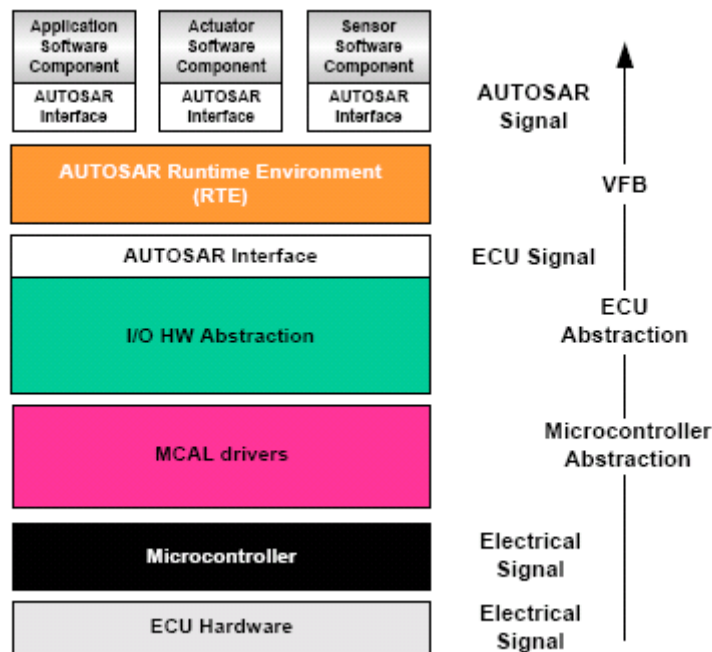 Application
Software
Component
AUTOSAR
Interface
Actuator
Software
Component
AUTOSAR
Interface
Sensor
Software
Component
AUTOSAR
Interface
AUTOSAR
Signal
AUTOSAR Runtime Environment
(RTE)
VFB
AUTOSAR Interface
ECU Signal
I/O HW Abstraction
ECU
Abstraction
MCAL drivers
Microcontroller
Abstraction
Microcontroller
Electrical
Signal
ECU Hardware
Electrical
Signal